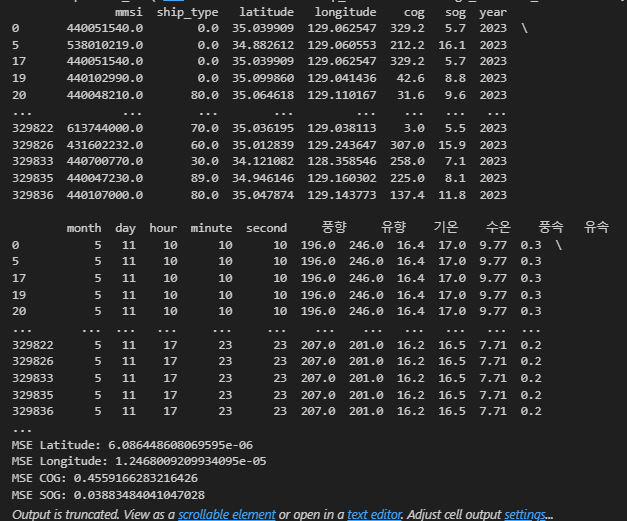 mmsi ship_type latitude longitude cog sog year
0 440051540.0 0.0 35.039909 129.062547 329.2 5.7 2023 \
5 538010219.0 0.0 34.882612 129.060553 212.2 16.1 2023
17 440051540.0 0.0 35.039909 129.062547 329.2 5.7 2023
19 440102990.0 0.0 35.099860 129.041436 42.6 8.8 2023
20 440048210.0 80.0 35.064618 129.110167 31.6 9.6 2023
... ... ... ... ... ... ... ...
329822 613744000.0 70.0 35.036195 129.038113 3.0 5.5 2023
329826 431602232.0 60.0 35.012839 129.243647 307.0 15.9 2023
329833 440700770.0 30.0 34.121082 128.358546 258.0 7.1 2023
329835 440047230.0 89.0 34.946146 129.160302 225.0 8.1 2023
329836 440107000.0 80.0 35.047874 129.143773 137.4 11.8 2023
month day hour minute second 풍향 유향 기온 수온 풍속 유속
0 5 11 10 10 10 196.0 246.0 16.4 17.0 9.77 0.3 \
5 5 11 10 10 10 196.0 246.0 16.4 17.0 9.77 0.3
17 5 11 10 10 10 196.0 246.0 16.4 17.0 9.77 0.3
19 5 11 10 10 10 196.0 246.0 16.4 17.0 9.77 0.3
20 5 11 10 10 10 196.0 246.0 16.4 17.0 9.77 0.3
... ... ... ... ... ... ... ... ... ... ... ...
329822 5 11 17 23 23 207.0 201.0 16.2 16.5 7.71 0.2
329826 5 11 17 23 23 207.0 201.0 16.2 16.5 7.71 0.2
329833 5 11 17 23 23 207.0 201.0 16.2 16.5 7.71 0.2
329835 5 11 17 23 23 207.0 201.0 16.2 16.5 7.71 0.2
329836 5 11 17 23 23 207.0 201.0 16.2 16.5 7.71 0.2
...
MSE Latitude: 6.086448608069595e-06
MSE Longitude: 1.2468009209934095e-05
MSE COG: 0.4559166283216426
MSE SOG: 0.03883484041047028
Output is truncated. View as a scrollable element or open in a text editor. Adjust cell output settings...